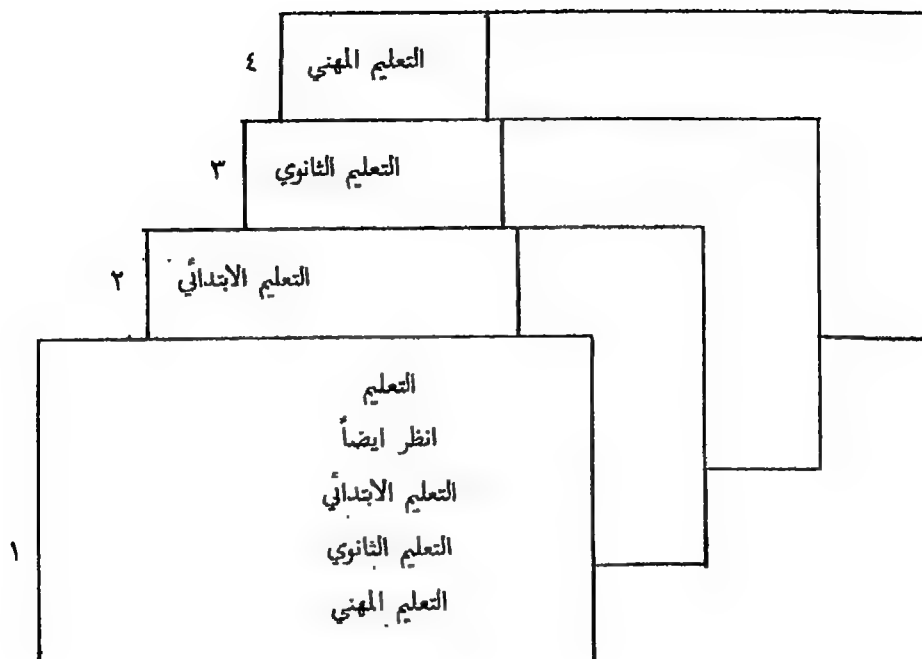 ٤ التعليم المهني
٣ التعليم الثانوي
٢ التعليم الابتدائي
التعليم
انظر ايضاً
التعليم الابتدائي
١ التعليم الثانوي
التعليم المهني